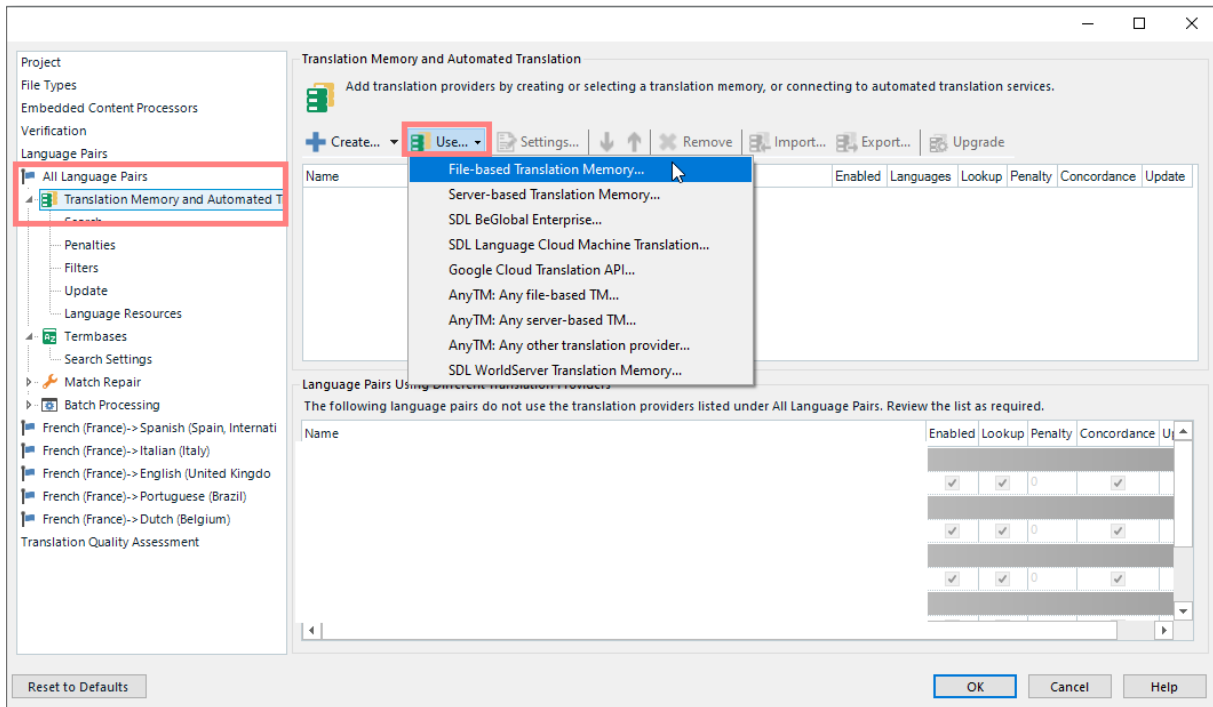 Project
File Types
Embedded Content Processors
Verification
Language Pairs
All Language Pairs
Translation Memory and Automated T
Search
Penalties
Filters
Update
Language Resources
Termbases
Search Settings
Match Repair
Batch Processing
French (France)->Spanish (Spain, Internati
French (France)->Italian (Italy)
French (France)->English (United Kingdo
French (France)->Portuguese (Brazil)
French (France)->Dutch (Belgium)
Translation Quality Assessment
Translation Memory and Automated Translation
Add translation providers by creating or selecting a translation memory, or connecting to automated translation services.
Create... Use... Settings... Remove Import... Export... Upgrade
Name Enabled Languages Lookup Penalty Concordance Update
File-based Translation Memory...
Server-based Translation Memory...
SDL BeGlobal Enterprise...
SDL Language Cloud Machine Translation...
Google Cloud Translation API...
AnyTM: Any file-based TM...
AnyTM: Any server-based TM...
AnyTM: Any other translation provider...
SDL WorldServer Translation Memory...
Language Pairs Using Different Translation Providers
The following language pairs do not use the translation providers listed under All Language Pairs. Review the list as required.
Name Enabled Lookup Penalty Concordance U
0
0
0
Reset to Defaults OK Cancel Help